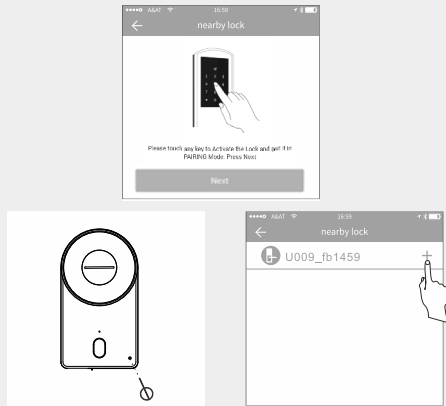 A&AT 16:59
nearby lock
Please touch any key to Activate the Lock and put it in
PAIRING Mode. Press Next
Next
A&AT 16:59
nearby lock
U009_fb1459 +